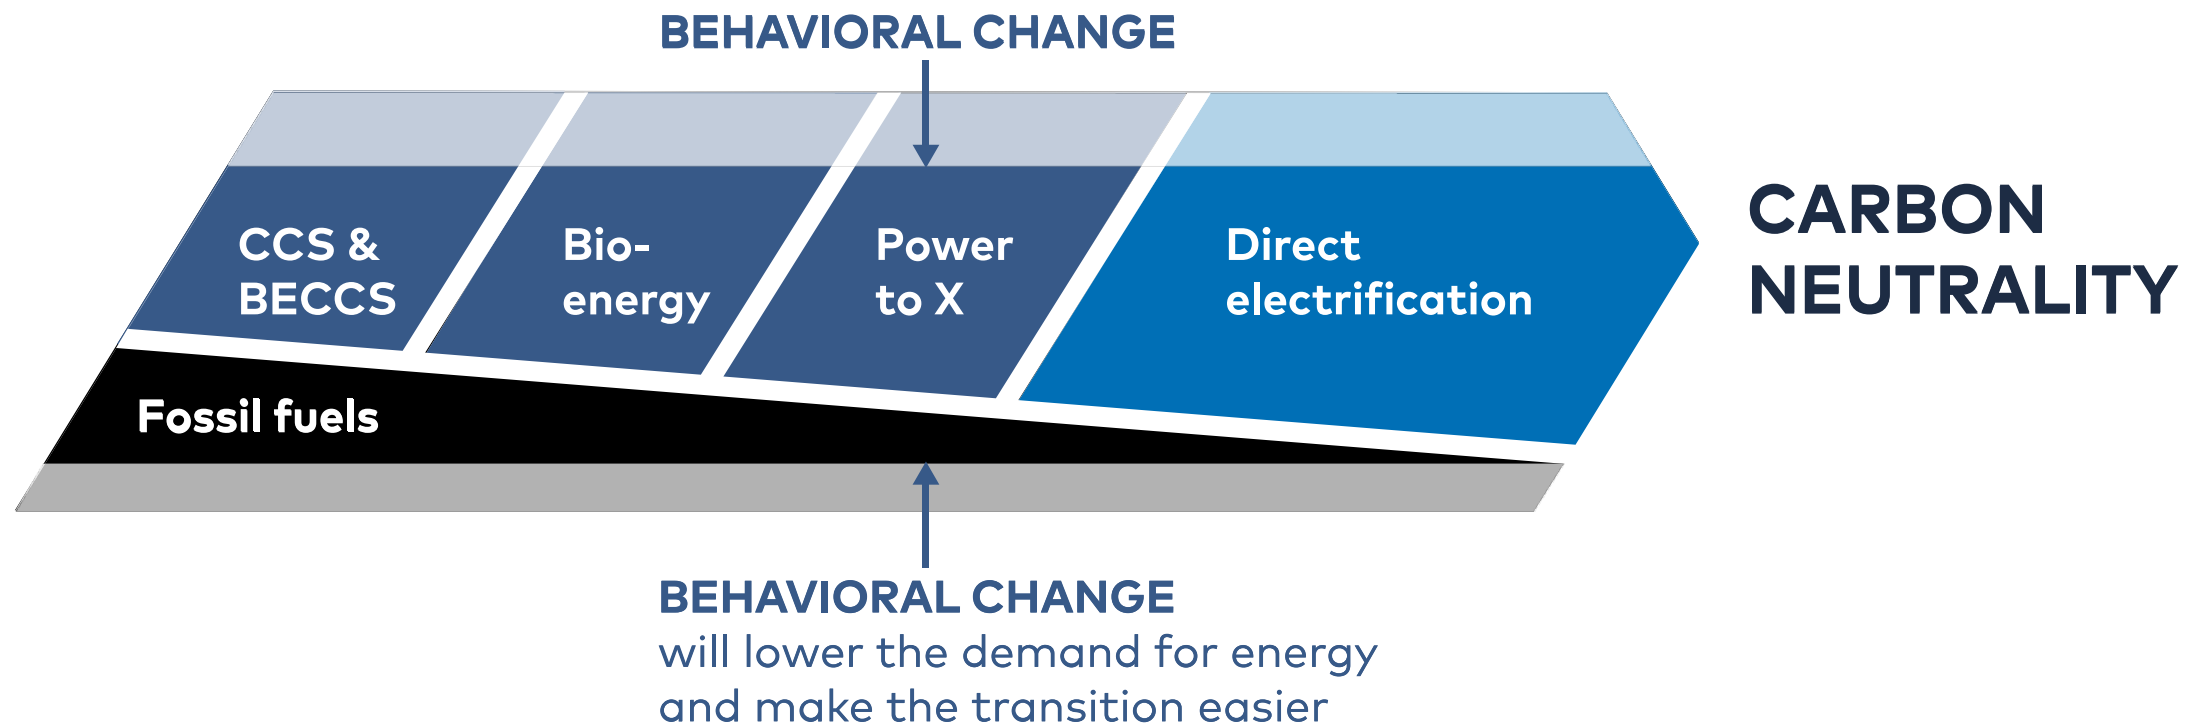 BEHAVIORAL CHANGE
CCS &
BECCS
Bio-
energy
Power
to X
Direct
electrification
CARBON
NEUTRALITY
Fossil fuels
BEHAVIORAL CHANGE
will lower the demand for energy
and make the transition easier